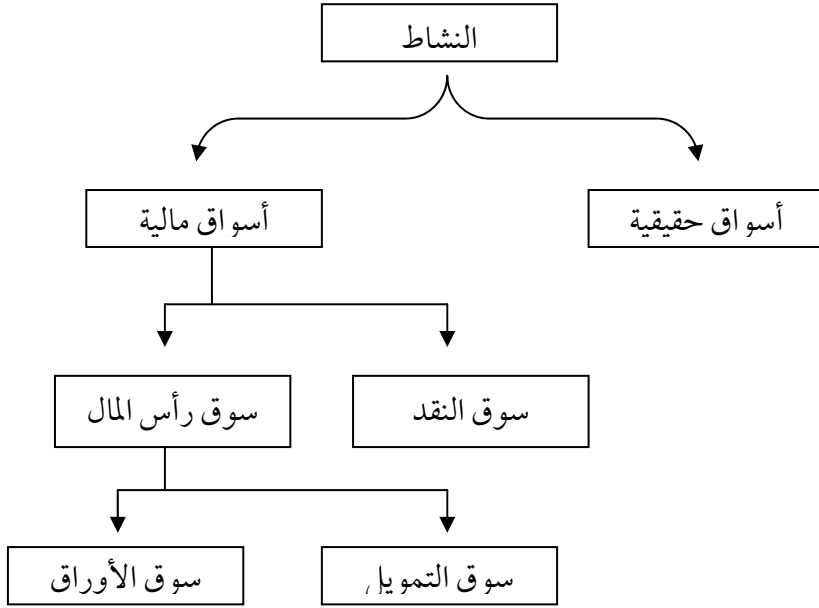 النشاط
أسواق حقيقية
أسواق مالية
سوق النقد
سوق رأس المال
سوق التمويل
سوق الأوراق